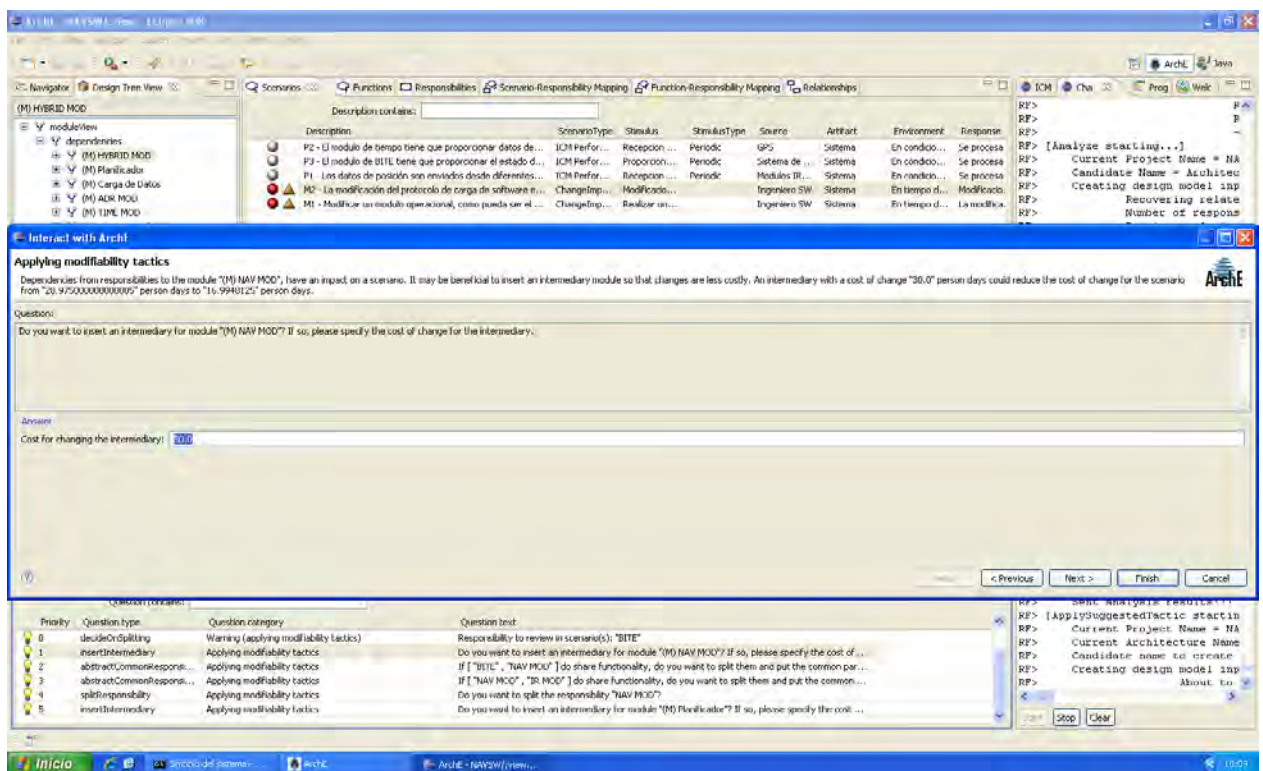 ArchE
Java
Navigator
Design Tree View
Scenarios
Functions
Responsibilities
Scenario-Responsibility Mapping
Function-Responsibility Mapping
Relationships
ICM
Cha
Prog
Welc
(M) HYBRID MOD
Description contains:
moduleView
dependencies
(M) HYBRID MOD
(M) Planificador
(M) Carga de Datos
(M) ADR MOD
(M) TIME MOD
Description ScenarioType Stimulus StimulusType Source Artifact Environment Response
P2 - El modulo de tiempo tiene que proporcionar datos de... ICM Perfor... Recepcion ... Periodic GPS Sistema En condicio... Se procesa
P3 - El modulo de BITE tiene que proporcionar el estado d... ICM Perfor... Proporcion... Periodic Sistema de ... Sistema En condicio... Se procesa
P1 - Los datos de posición son enviados desde diferentes... ICM Perfor... Recepcion ... Periodic Modulos IR... Sistema En condicio... Se procesa
M2 - La modificación del protocolo de carga de software e... ChangeImp... Modificacio... Ingeniero SW Sistema En tiempo d... Modificacio.
M1 - Modificar un modulo operacional, como pueda ser el ... ChangeImp... Realizar un... Ingeniero SW Sistema En tiempo d... La modifica.
RF>
RF>
RF>
RF> [Analyze starting...]
RF> Current Project Name = NA
RF> Candidate Name = Architec
RF> Creating design model inp
RF> Recovering relate
RF> Number of respons
Interact with ArchE
Applying modifiability tactics
Dependencies from responsibilities to the module "(M) NAV MOD", have an impact on a scenario. It may be beneficial to insert an intermediary module so that changes are less costly. An intermediary with a cost of change "30.0" person days could reduce the cost of change for the scenario
from "20.975000000000005" person days to "16.9948125" person days.
ArchE
Question:
Do you want to insert an intermediary for module "(M) NAV MOD"? If so, please specify the cost of change for the intermediary.
Answer
Cost for changing the intermediary:
< Previous
Next >
Finish
Cancel
Question contains:
Priority Question type Question category Question text
0 decideOnSplitting Warning (applying modifiability tactics) Responsibility to review in scenario(s): "BITE"
1 insertIntermediary Applying modifiability tactics Do you want to insert an intermediary for module "(M) NAV MOD"? If so, please specify the cost of ...
2 abstractCommonRespons... Applying modifiability tactics If [ "BITE" , "NAV MOD" ] do share functionality, do you want to split them and put the common par...
3 abstractCommonRespons... Applying modifiability tactics If [ "NAV MOD" , "IR MOD" ] do share functionality, do you want to split them and put the common ...
4 splitResponsibility Applying modifiability tactics Do you want to split the responsibility "NAV MOD"?
5 insertIntermediary Applying modifiability tactics Do you want to insert an intermediary for module "(M) Planificador"? If so, please specify the cost ...
RF> Sent Analysis results!!!
RF> [ApplySuggestedTactic startin
RF> Current Project Name = NA
RF> Current Architecture Name
RF> Candidate name to create
RF> Creating design model inp
RF> About to
Stop
Clear
Inicio
Símbolo del sistema
ArchE
10:03